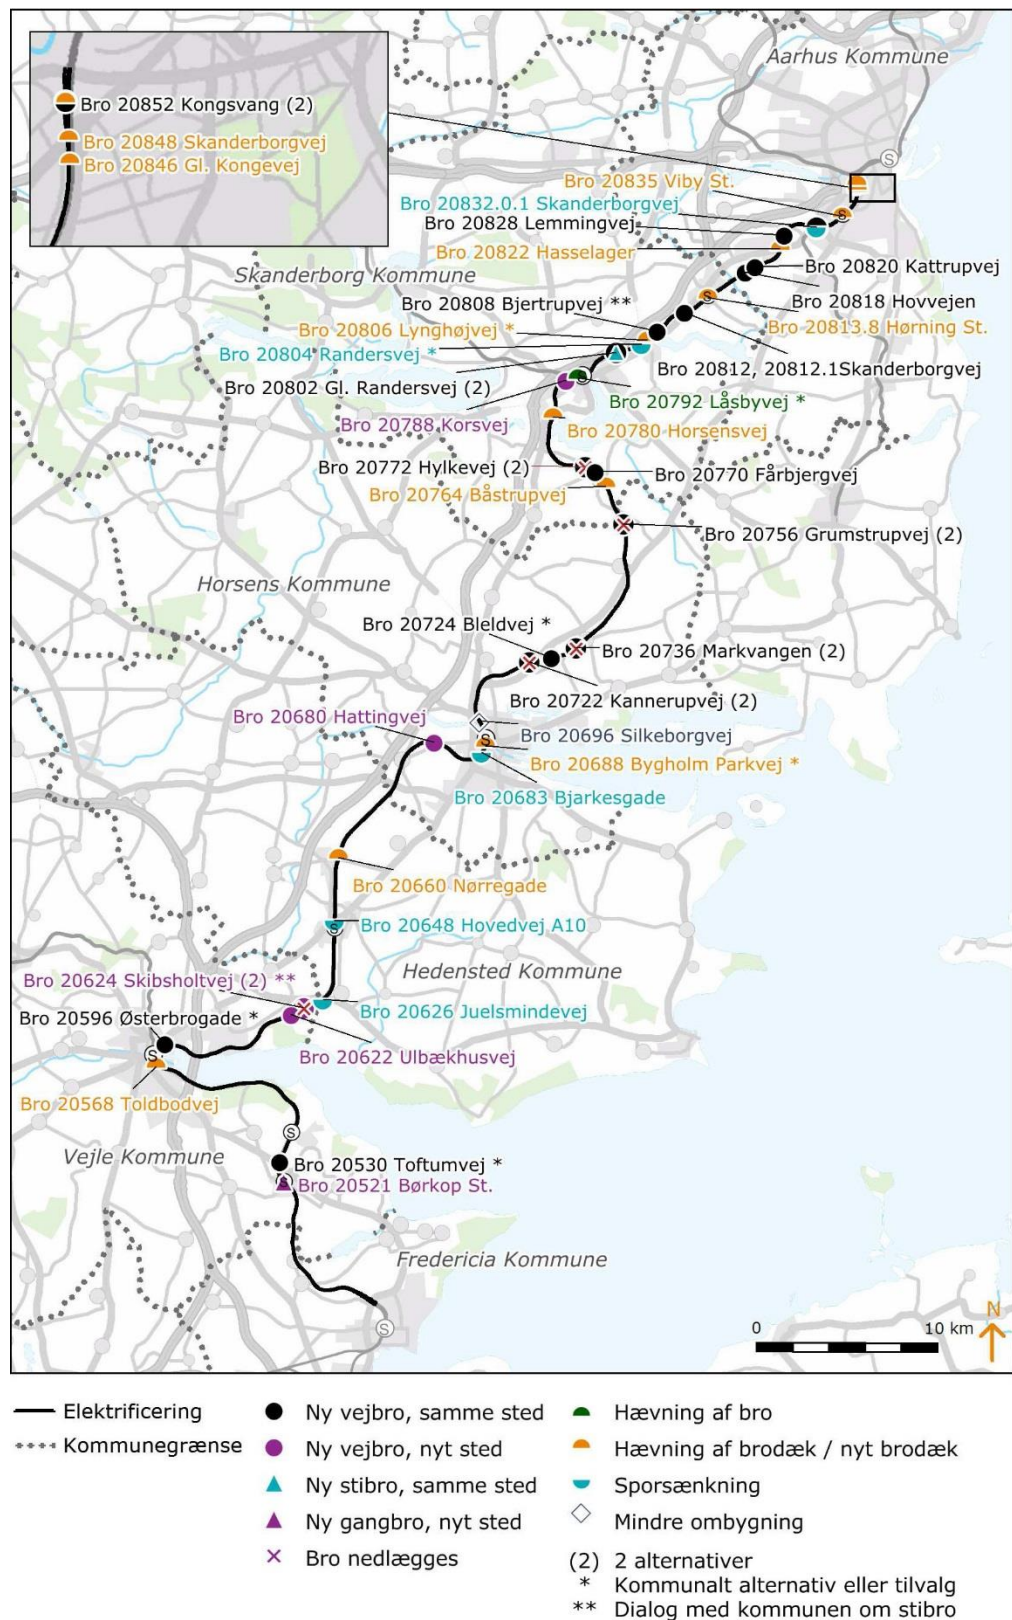 Aarhus Kommune
Bro 20852 Kongsvang (2)
Bro 20848 Skanderborgvej
Bro 20846 Gl. Kongevej
S
Bro 20835 Viby St.
Bro 20832.0.1 Skanderborgvej
S
Bro 20828 Lemmingvej
Bro 20822 Hasselager
Skanderborg Kommune
Bro 20820 Kattrupvej
Bro 20808 Bjertrupvej **
S
Bro 20818 Hovvejen
Bro 20806 Lynghøjvej *
Bro 20813.8 Hørning St.
Bro 20804 Randersvej *
Bro 20812, 20812.1Skanderborgvej
Bro 20802 Gl. Randersvej (2)
S
Bro 20792 Låsbyvej *
Bro 20788 Korsvej
Bro 20780 Horsensvej
Bro 20772 Hylkevej (2)
Bro 20770 Fårbjergvej
Bro 20764 Båstrupvej
Bro 20756 Grumstrupvej (2)
Horsens Kommune
Bro 20724 Bleldvej *
Bro 20736 Markvangen (2)
Bro 20722 Kannerupvej (2)
Bro 20680 Hattingvej
Bro 20696 Silkeborgvej
S
Bro 20688 Bygholm Parkvej *
Bro 20683 Bjarkesgade
Bro 20660 Nørregade
Bro 20648 Hovedvej A10
S
Hedensted Kommune
Bro 20624 Skibsholtvej (2) **
Bro 20626 Juelsmindevej
Bro 20596 Østerbrogade *
S
Bro 20622 Ulbækhusvej
Bro 20568 Toldbodvej
S
Vejle Kommune
Bro 20530 Toftumvej *
S
Bro 20521 Børkop St.
Fredericia Kommune
S
0 10 km
N
Elektrificering
Kommunegrænse
Ny vejbro, samme sted
Ny vejbro, nyt sted
Ny stibro, samme sted
Ny gangbro, nyt sted
Bro nedlægges
Hævning af bro
Hævning af brodæk / nyt brodæk
Sporsænkning
Mindre ombygning
(2) 2 alternativer
* Kommunalt alternativ eller tilvalg
** Dialog med kommunen om stibro